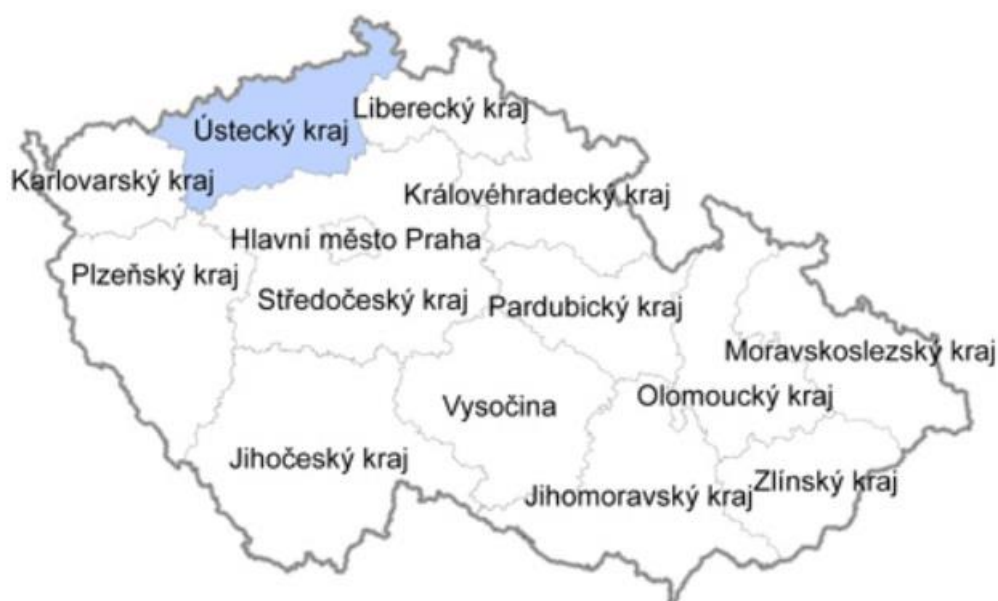 Liberecký kraj
Ústecký kraj
Karlovarský kraj
Královéhradecký kraj
Hlavní město Praha
Plzeňský kraj
Středočeský kraj
Pardubický kraj
Moravskoslezský kraj
Olomoucký kraj
Vysočina
Jihočeský kraj
Zlínský kraj
Jihomoravský kraj